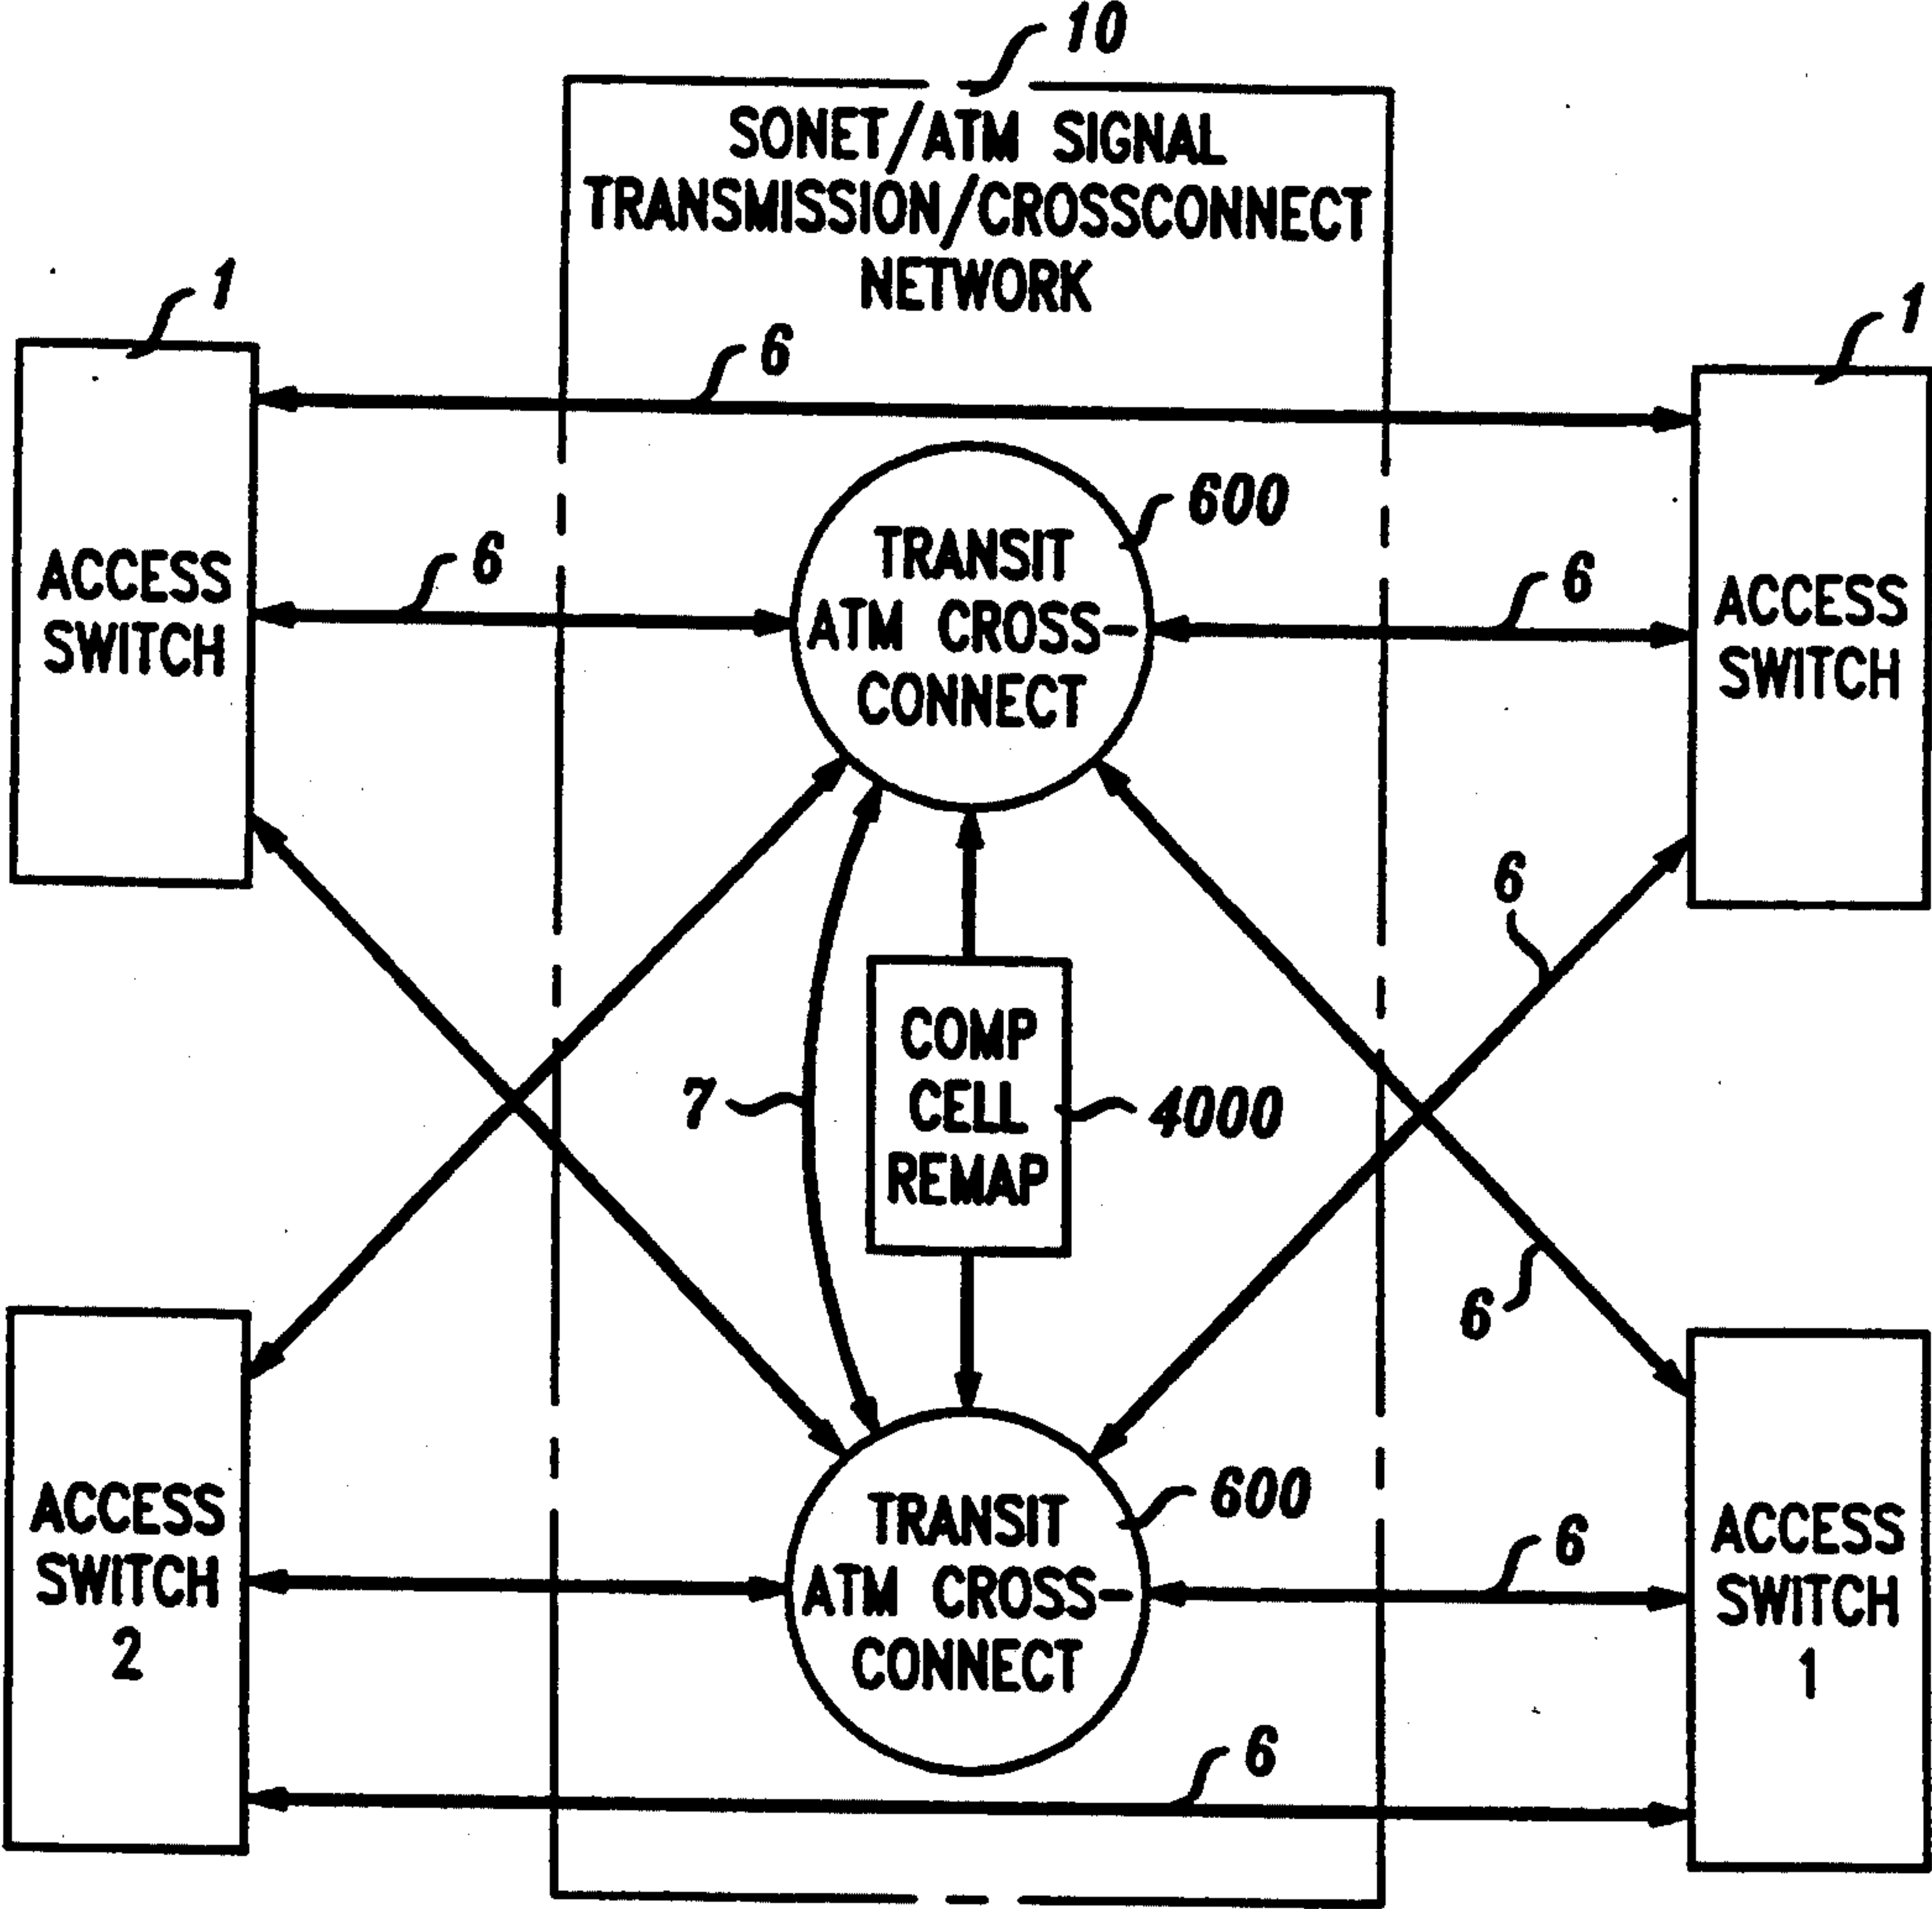 10
SONET/ATM SIGNAL
TRANSMISSION/CROSSCONNECT
NETWORK
1
1
6
600
TRANSIT
ATM CROSS-
CONNECT
6
6
ACCESS
SWITCH
ACCESS
SWITCH
6
COMP
CELL
REMAP
7
4000
6
600
TRANSIT
ATM CROSS-
CONNECT
ACCESS
SWITCH
2
6
ACCESS
SWITCH
1
6